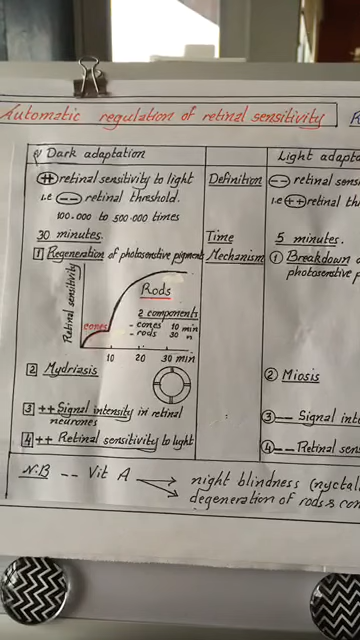 Automatic regulation of retinal sensitivity
Dark adaptation
Light adapta
++ retinal sensitivity to light
i.e -- retinal threshold.
100.000 to 500.000 times
Definition
-- retinal sens
i.e ++ retinal th
30 minutes.
Time
5 minutes.
1 Regeneration of photosensitive pigments
Mechanism
1 Breakdown o
photosensitive p
Retinal sensitivity
Rods
cones
2 components
- cones 10 min
- rods 30 "
10 20 30 min
2 Mydriasis
2 Miosis
3 ++ Signal intensity in retinal
neurones
3 -- Signal int
4 ++ Retinal sensitivity to light
4 -- Retinal sens
N.B -- Vit A
night blindness (nyctal
degeneration of rods & con